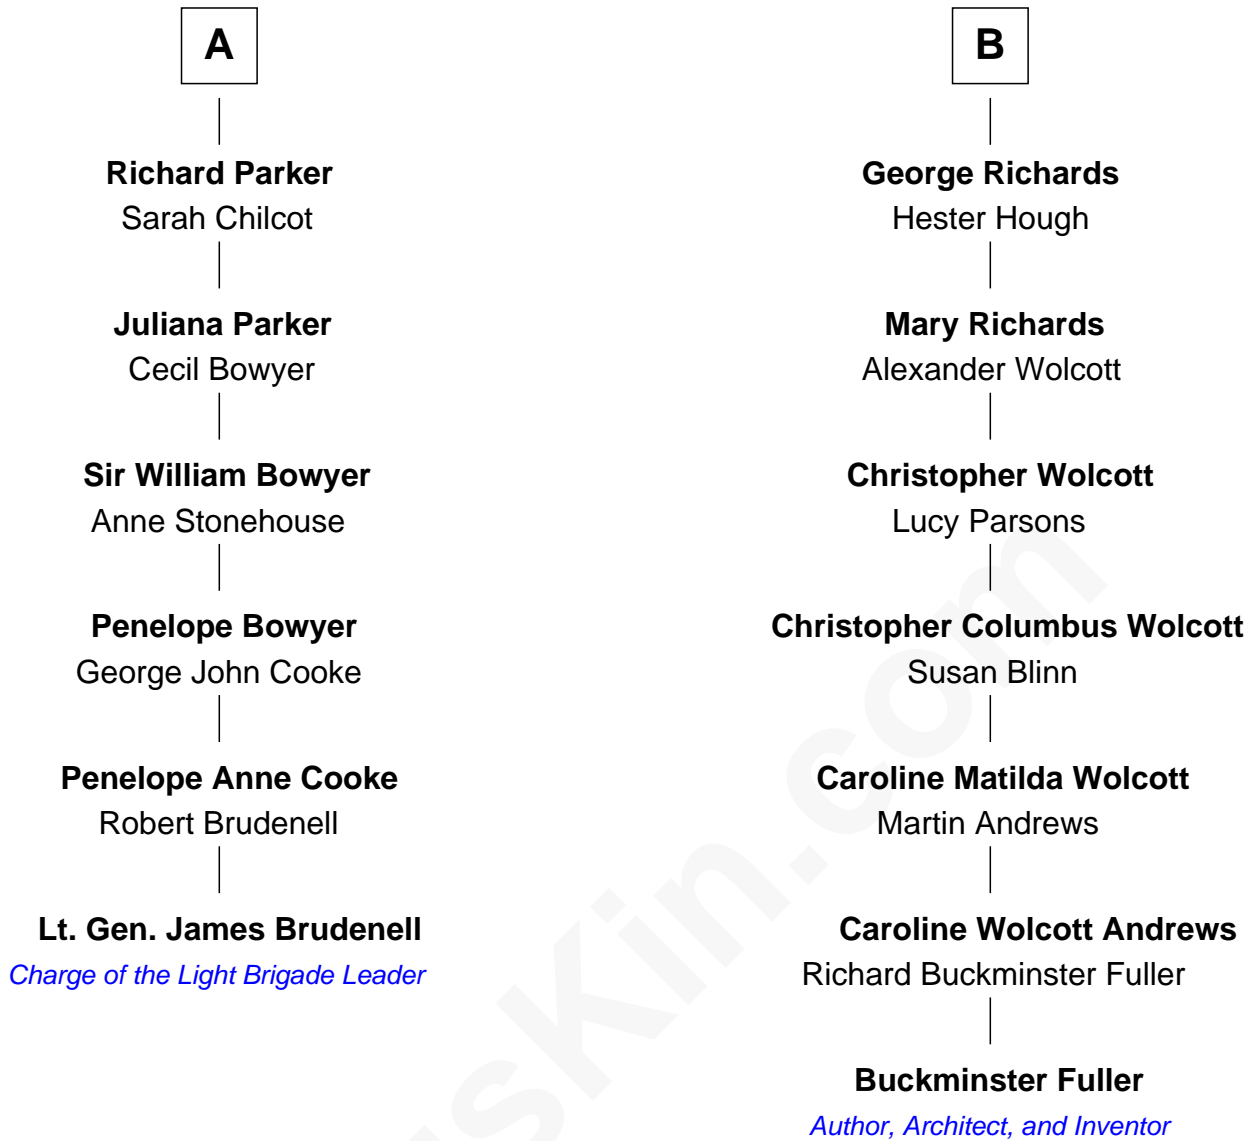 A
Richard Parker
Sarah Chilcot
Juliana Parker
Cecil Bowyer
Sir William Bowyer
Anne Stonehouse
Penelope Bowyer
George John Cooke
Penelope Anne Cooke
Robert Brudenell
Lt. Gen. James Brudenell
Charge of the Light Brigade Leader
B
George Richards
Hester Hough
Mary Richards
Alexander Wolcott
Christopher Wolcott
Lucy Parsons
Christopher Columbus Wolcott
Susan Blinn
Caroline Matilda Wolcott
Martin Andrews
Caroline Wolcott Andrews
Richard Buckminster Fuller
Buckminster Fuller
Author, Architect, and Inventor
usKin.com